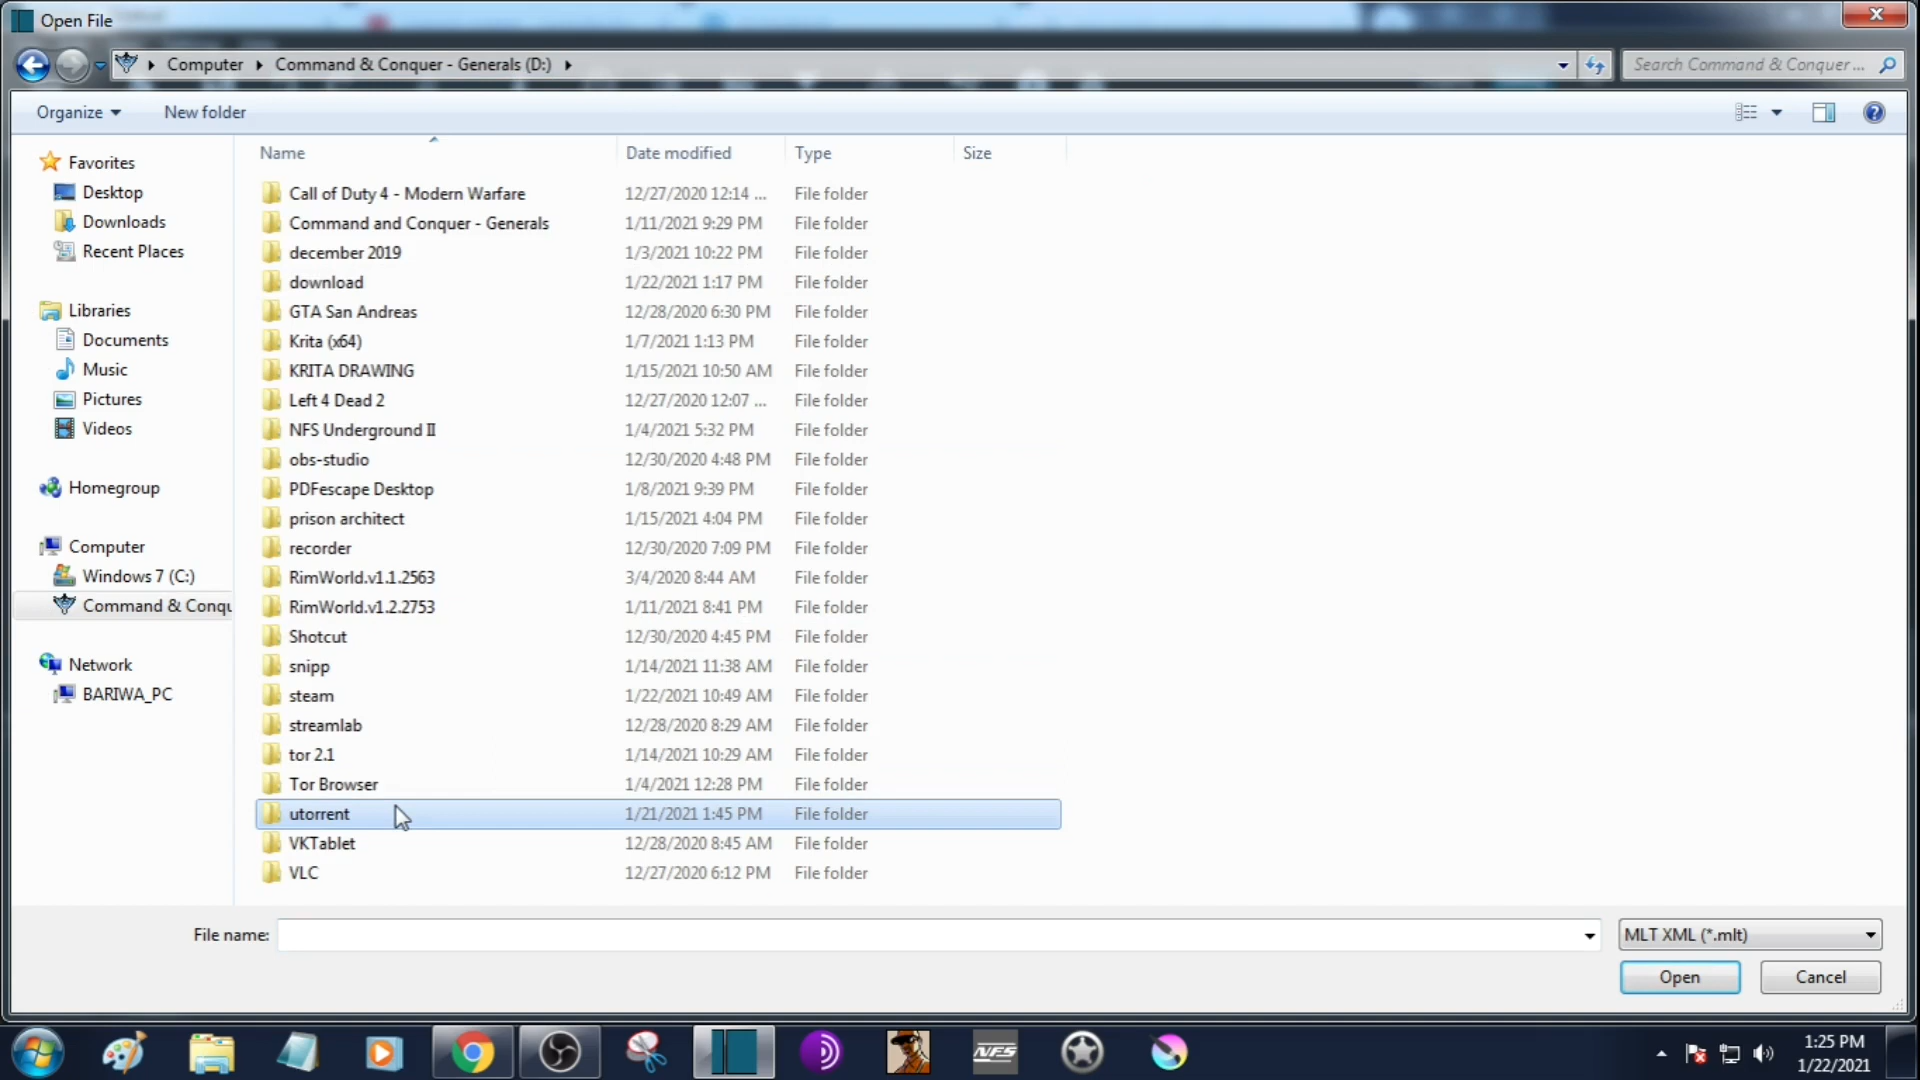 Open File
Computer Command & Conquer - Generals (D:) Search Command & Conquer ...
Organize New folder
Name Date modified Type Size
Favorites
Desktop
Downloads
Recent Places
Libraries
Documents
Music
Pictures
Videos
Homegroup
Computer
Windows 7 (C:)
Command & Conqu
Network
BARIWA_PC
Call of Duty 4 - Modern Warfare 12/27/2020 12:14 ... File folder
Command and Conquer - Generals 1/11/2021 9:29 PM File folder
december 2019 1/3/2021 10:22 PM File folder
download 1/22/2021 1:17 PM File folder
GTA San Andreas 12/28/2020 6:30 PM File folder
Krita (x64) 1/7/2021 1:13 PM File folder
KRITA DRAWING 1/15/2021 10:50 AM File folder
Left 4 Dead 2 12/27/2020 12:07 ... File folder
NFS Underground II 1/4/2021 5:32 PM File folder
obs-studio 12/30/2020 4:48 PM File folder
PDFescape Desktop 1/8/2021 9:39 PM File folder
prison architect 1/15/2021 4:04 PM File folder
recorder 12/30/2020 7:09 PM File folder
RimWorld.v1.1.2563 3/4/2020 8:44 AM File folder
RimWorld.v1.2.2753 1/11/2021 8:41 PM File folder
Shotcut 12/30/2020 4:45 PM File folder
snipp 1/14/2021 11:38 AM File folder
steam 1/22/2021 10:49 AM File folder
streamlab 12/28/2020 8:29 AM File folder
tor 2.1 1/14/2021 10:29 AM File folder
Tor Browser 1/4/2021 12:28 PM File folder
utorrent 1/21/2021 1:45 PM File folder
VKTablet 12/28/2020 8:45 AM File folder
VLC 12/27/2020 6:12 PM File folder
File name: MLT XML (*.mlt)
Open Cancel
NFS
1:25 PM
1/22/2021